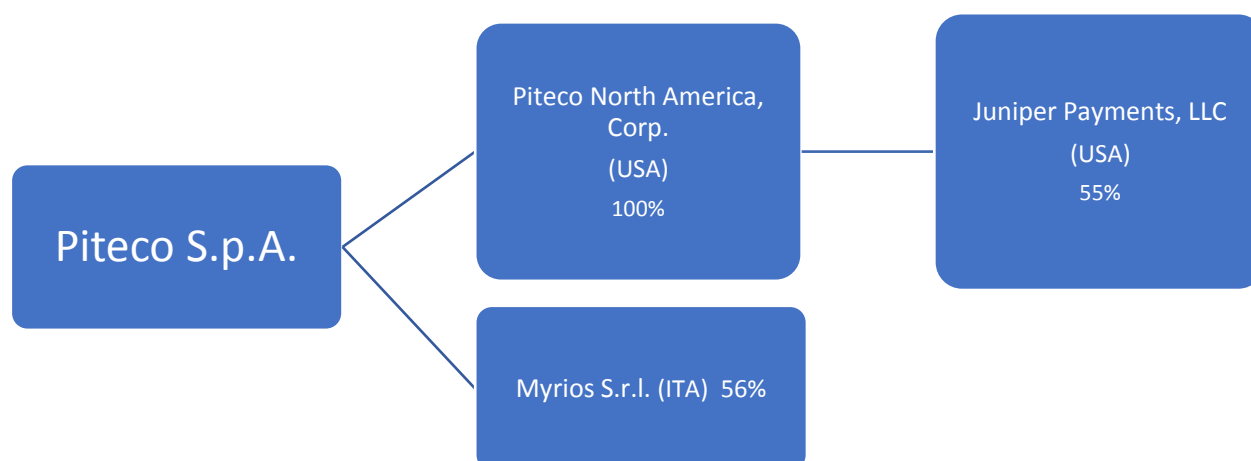 Piteco S.p.A.
Piteco North America,
Corp.
(USA)
100%
Juniper Payments, LLC
(USA)
55%
Myrios S.r.l. (ITA) 56%